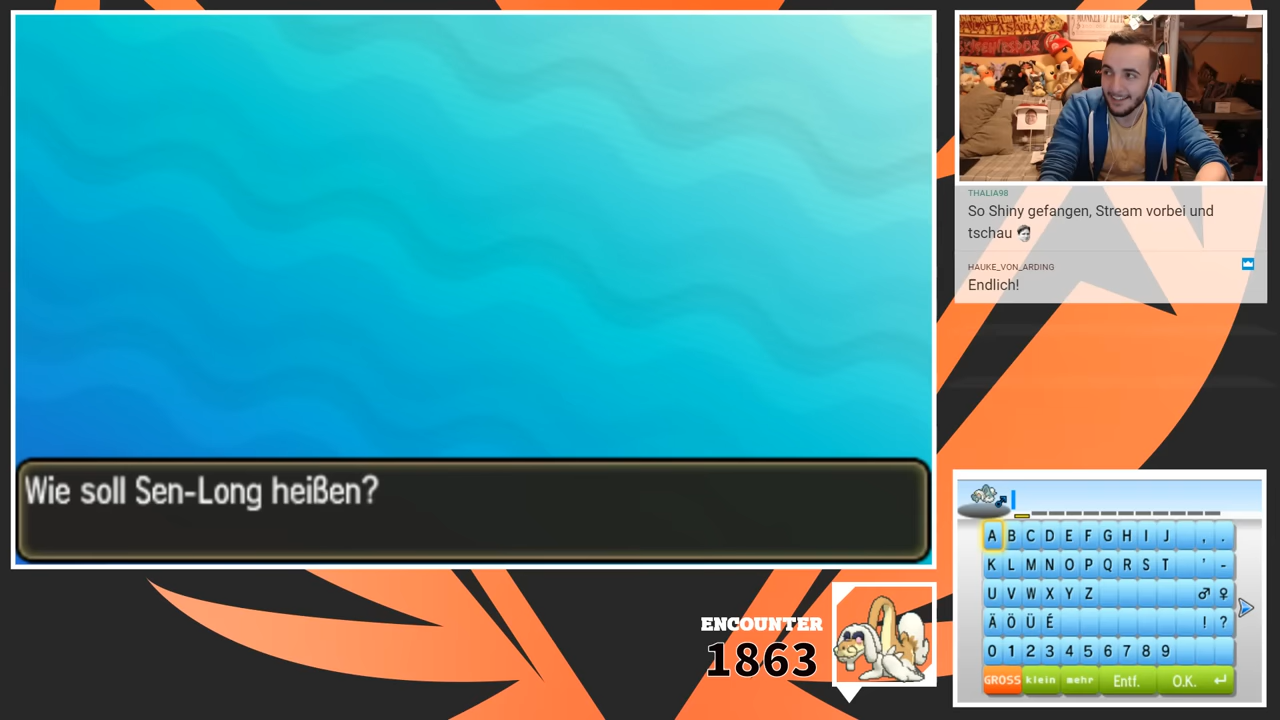 Wie soll Sen-Long heißen?
THALIA98
So Shiny gefangen, Stream vorbei und
tschau
HAUKE_VON_ARDING
Endlich!
ENCOUNTER
1863
A B C D E F G H I J , .
K L M N O P Q R S T ' -
U V W X Y Z ♂ ♀
Ä Ö Ü É ! ?
0 1 2 3 4 5 6 7 8 9
GROSS klein mehr Entf. O.K.